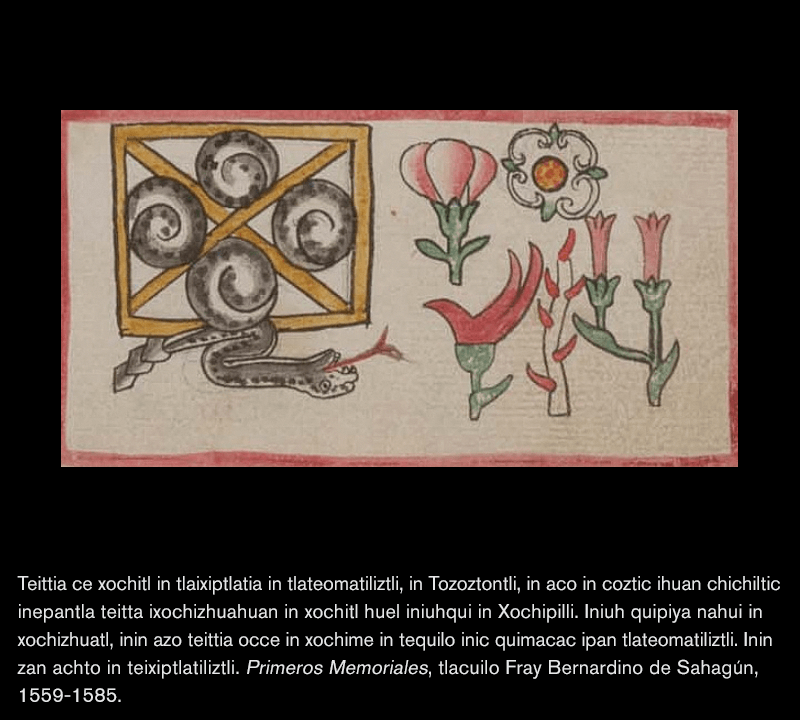 Teittia ce xochitl in tlaixiptlatia in tlateomatiliztli, in Tozoztontli, in aco in coztic ihuan chichiltic
inepantla teitta ixochizhuahuan in xochitl huel iniuhqui in Xochipilli. Iniuh quipiya nahui in
xochizhuatl, inin azo teittia occe in xochime in tequilo inic quimacac ipan tlateomatiliztli. Inin
zan achto in teixiptlatiliztli. Primeros Memoriales, tlacuilo Fray Bernardino de Sahagún,
1559-1585.